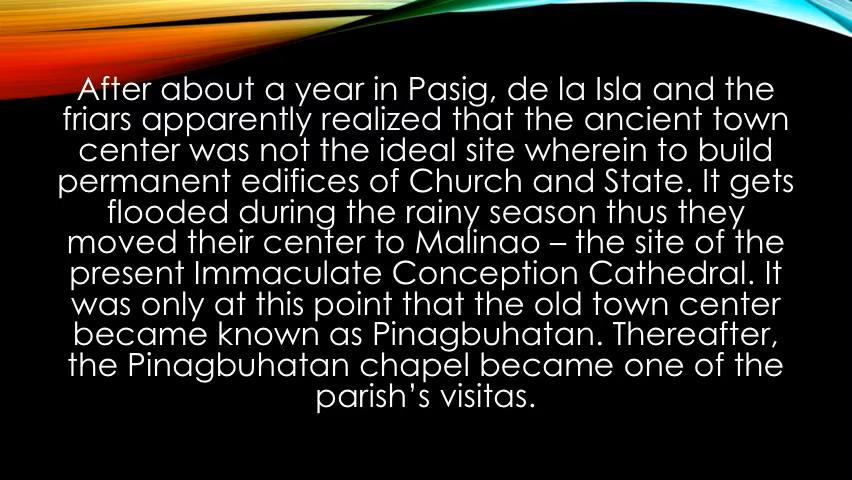 After about a year in Pasig, de la Isla and the
friars apparently realized that the ancient town
center was not the ideal site wherein to build
permanent edifices of Church and State. It gets
flooded during the rainy season thus they
moved their center to Malinao – the site of the
present Immaculate Conception Cathedral. It
was only at this point that the old town center
became known as Pinagbuhatan. Thereafter,
the Pinagbuhatan chapel became one of the
parish’s visitas.